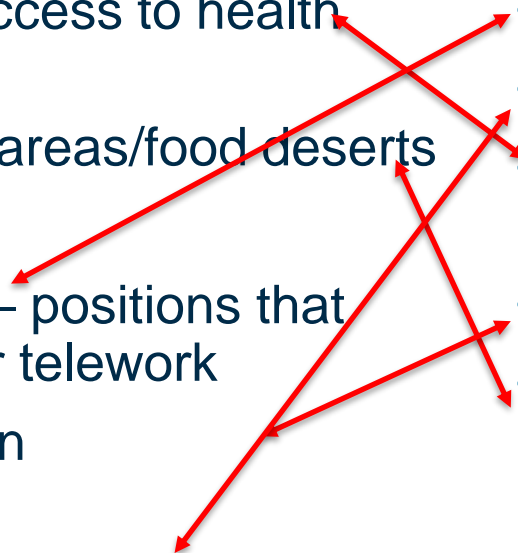 ccess to health
areas/food deserts
– positions that
r telework
n